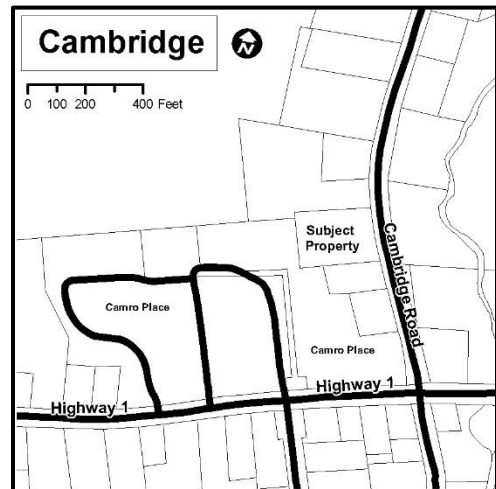 Cambridge
N
0 100 200 400 Feet
Subject
Property
Cambridge Road
Camro Place
Camro Place
Highway 1
Highway 1